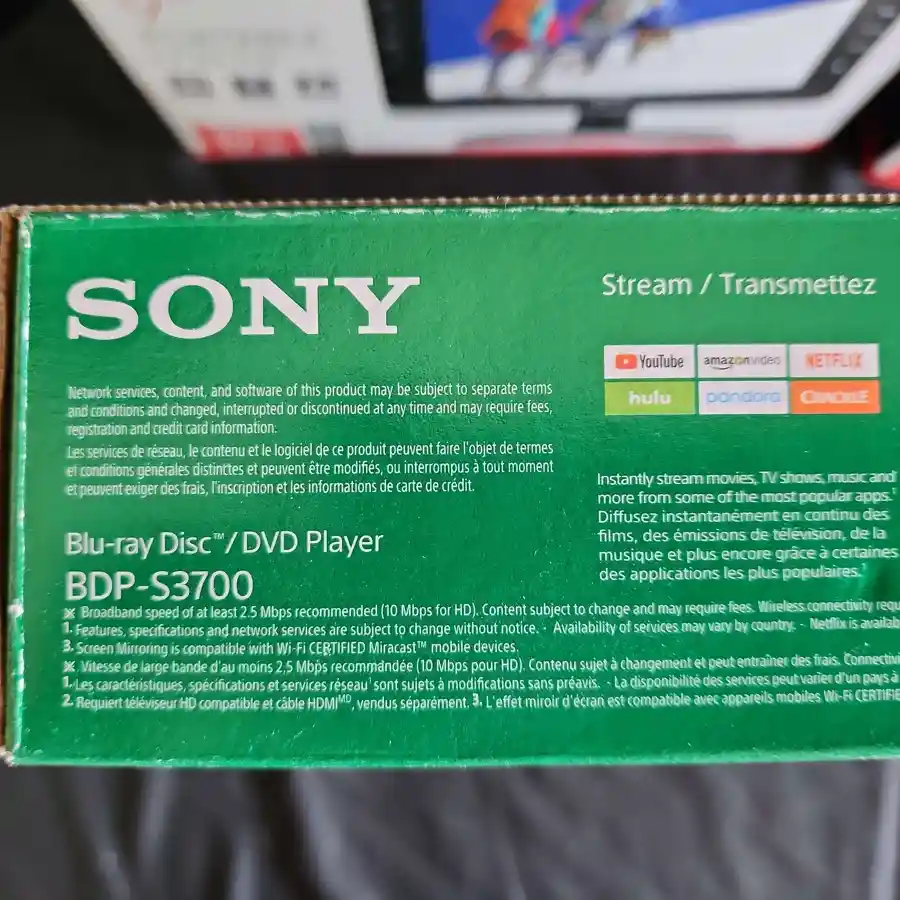 SONY
Network services, content, and software of this product may be subject to separate terms
and conditions and changed, interrupted or discontinued at any time and may require fees,
registration and credit card information.
Les services de réseau, le contenu et le logiciel de ce produit peuvent faire l'objet de termes
et conditions générales distinctes et peuvent être modifiés, ou interrompus à tout moment
et peuvent exiger des frais, l'inscription et les informations de carte de crédit.
Blu-ray Disc™/ DVD Player
BDP-S3700
Stream / Transmettez
YouTube amazonvideo NETFLIX
hulu pandora CRACKLE
Instantly stream movies, TV shows, music and
more from some of the most popular apps.¹
Diffusez instantanément en continu des
films, des émissions de télévision, de la
musique et plus encore grâce à certaines
des applications les plus populaires.¹
※ Broadband speed of at least 2.5 Mbps recommended (10 Mbps for HD). Content subject to change and may require fees. Wireless connectivity requ
1. Features, specifications and network services are subject to change without notice. · Availability of services may vary by country. · Netflix is availab
3. Screen Mirroring is compatible with Wi-Fi CERTIFIED Miracast™ mobile devices.
※. Vitesse de large bande d'au moins 2,5 Mbps recommandée (10 Mbps pour HD). Contenu sujet à changement et peut entraîner des frais. Connectivi
1. Les caractéristiques, spécifications et services réseau sont sujets à modifications sans préavis. · La disponibilité des services peut varier d'un pays à
2. Requiert téléviseur HD compatible et câble HDMI^MD, vendus séparément. 3. L'effet miroir d'écran est compatible avec appareils mobiles Wi-Fi CERTIFIE